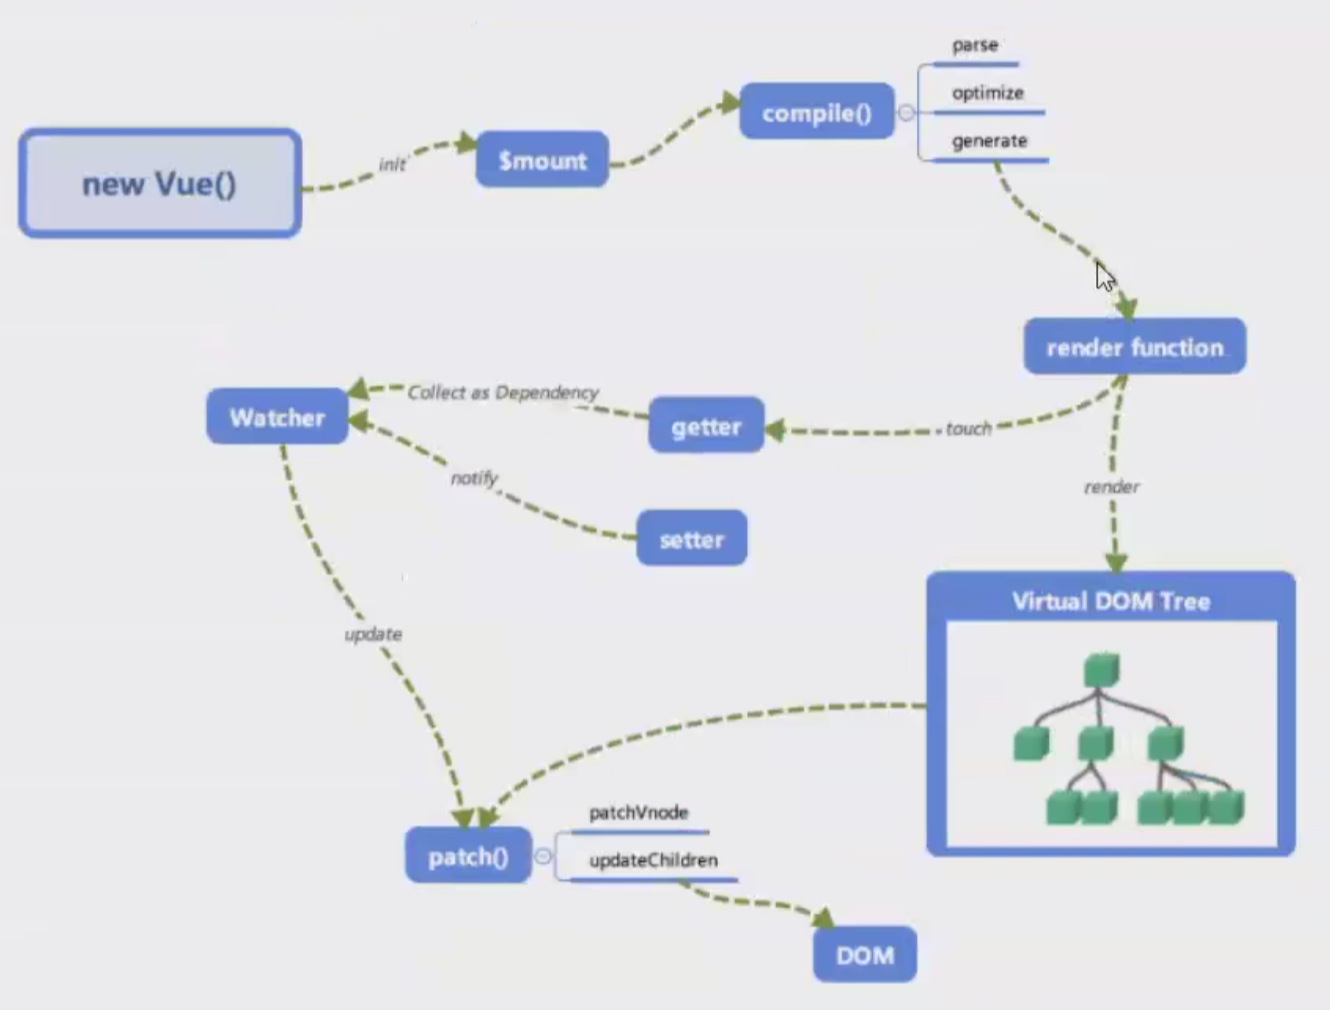 parse
optimize
compile()
generate
init
$mount
new Vue()
render function
Collect as Dependency
Watcher
getter
touch
notify
render
setter
Virtual DOM Tree
update
patchVnode
patch()
updateChildren
DOM